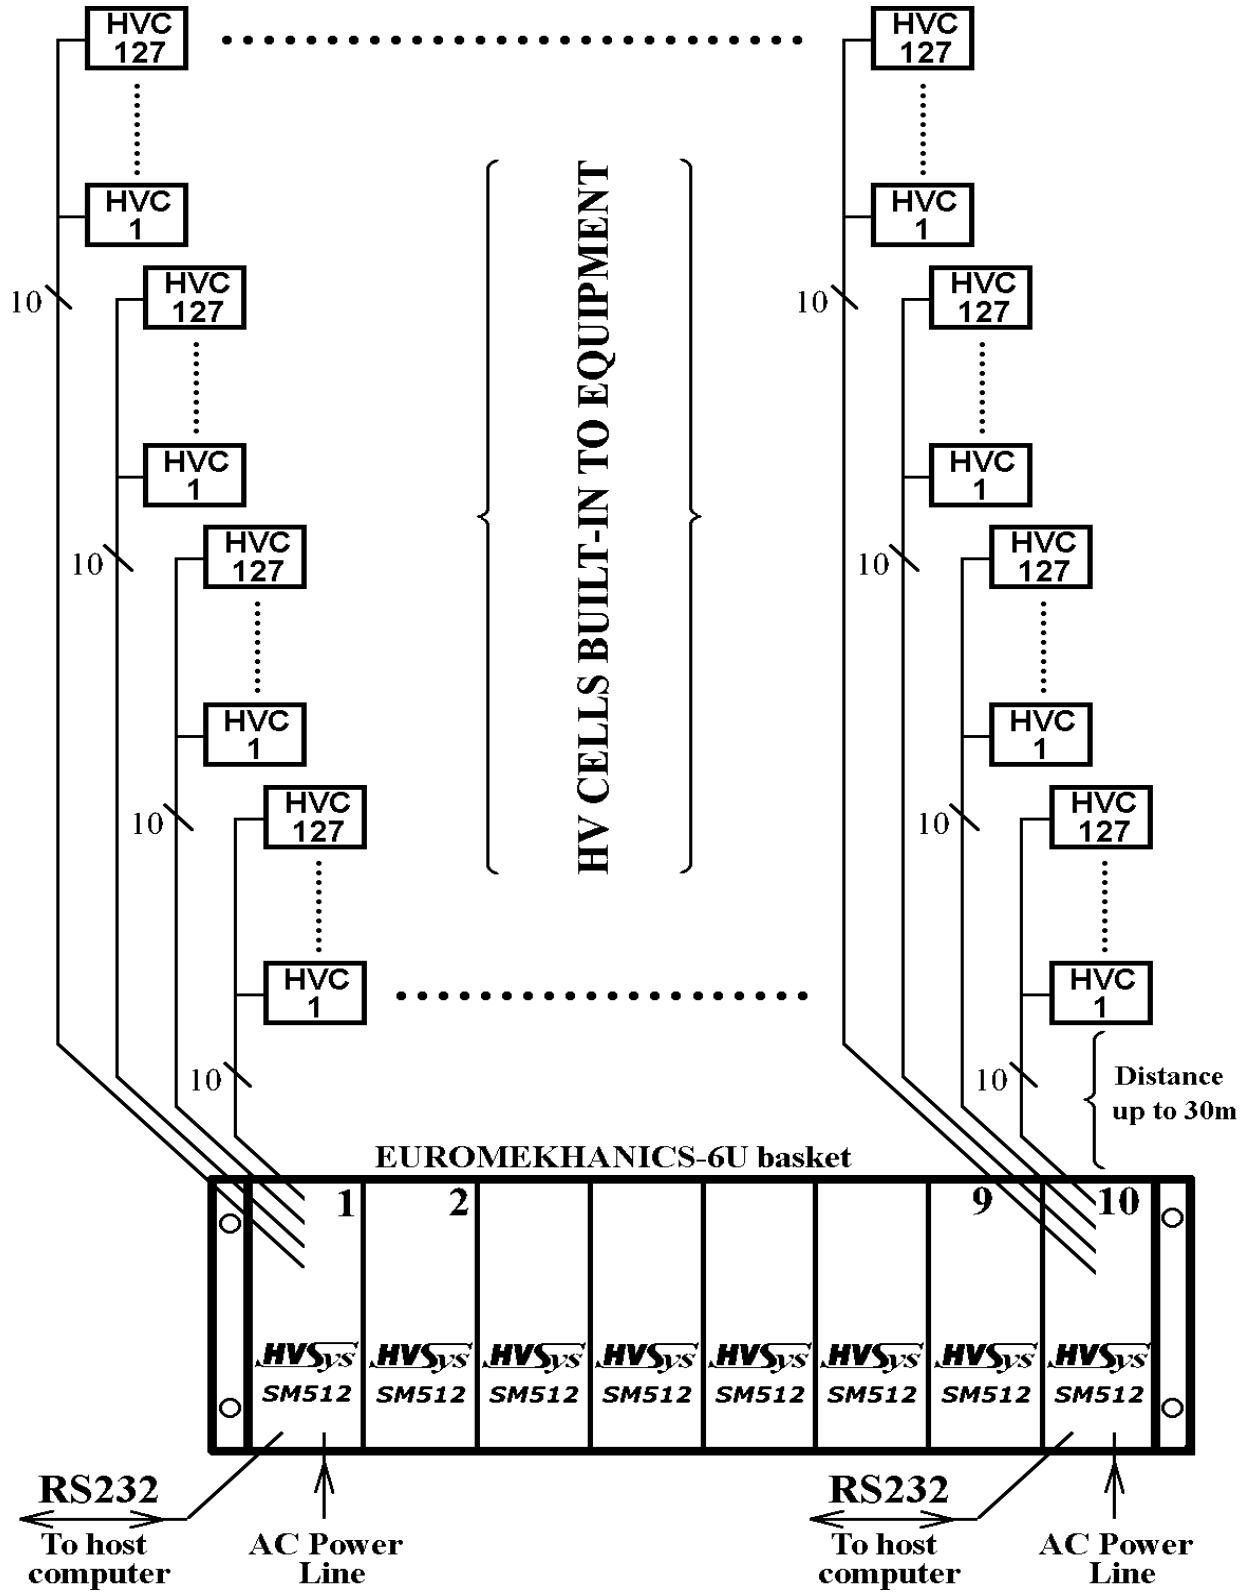 HVC
127
HVC
127
HVC
1
HVC
1
10
10
HVC
127
HVC
127
HVC
1
HVC
1
10
10
HVC
127
HVC
127
HVC
1
HVC
1
10
10
HVC
127
HVC
127
HVC
1
HVC
1
10
10
HV CELLS BUILT-IN TO EQUIPMENT
Distance
up to 30m
EUROMEKHANICS-6U basket
1
2
9
10
HVSys
SM512
HVSys
SM512
HVSys
SM512
HVSys
SM512
HVSys
SM512
HVSys
SM512
HVSys
SM512
HVSys
SM512
RS232
To host
computer
AC Power
Line
RS232
To host
computer
AC Power
Line